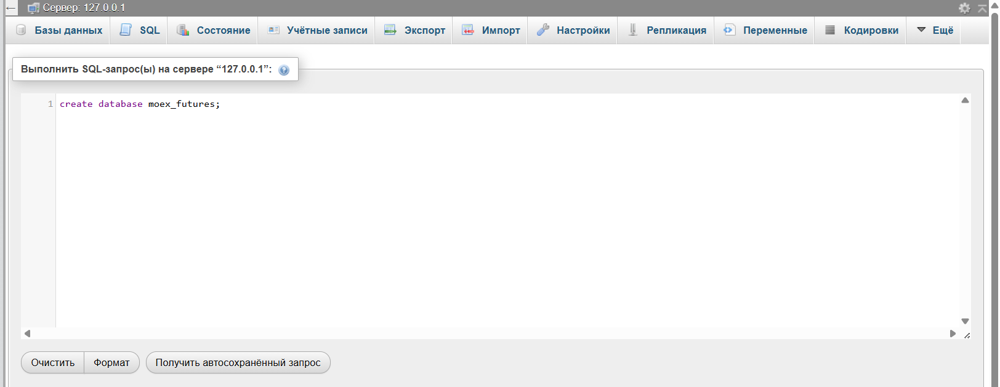 ← Сервер: 127.0.0.1
Базы данных SQL Состояние Учётные записи Экспорт Импорт Настройки Репликация Переменные Кодировки Ещё
Выполнить SQL-запрос(ы) на сервере “127.0.0.1”:
1 create database moex_futures;
Очистить Формат Получить автосохранённый запрос